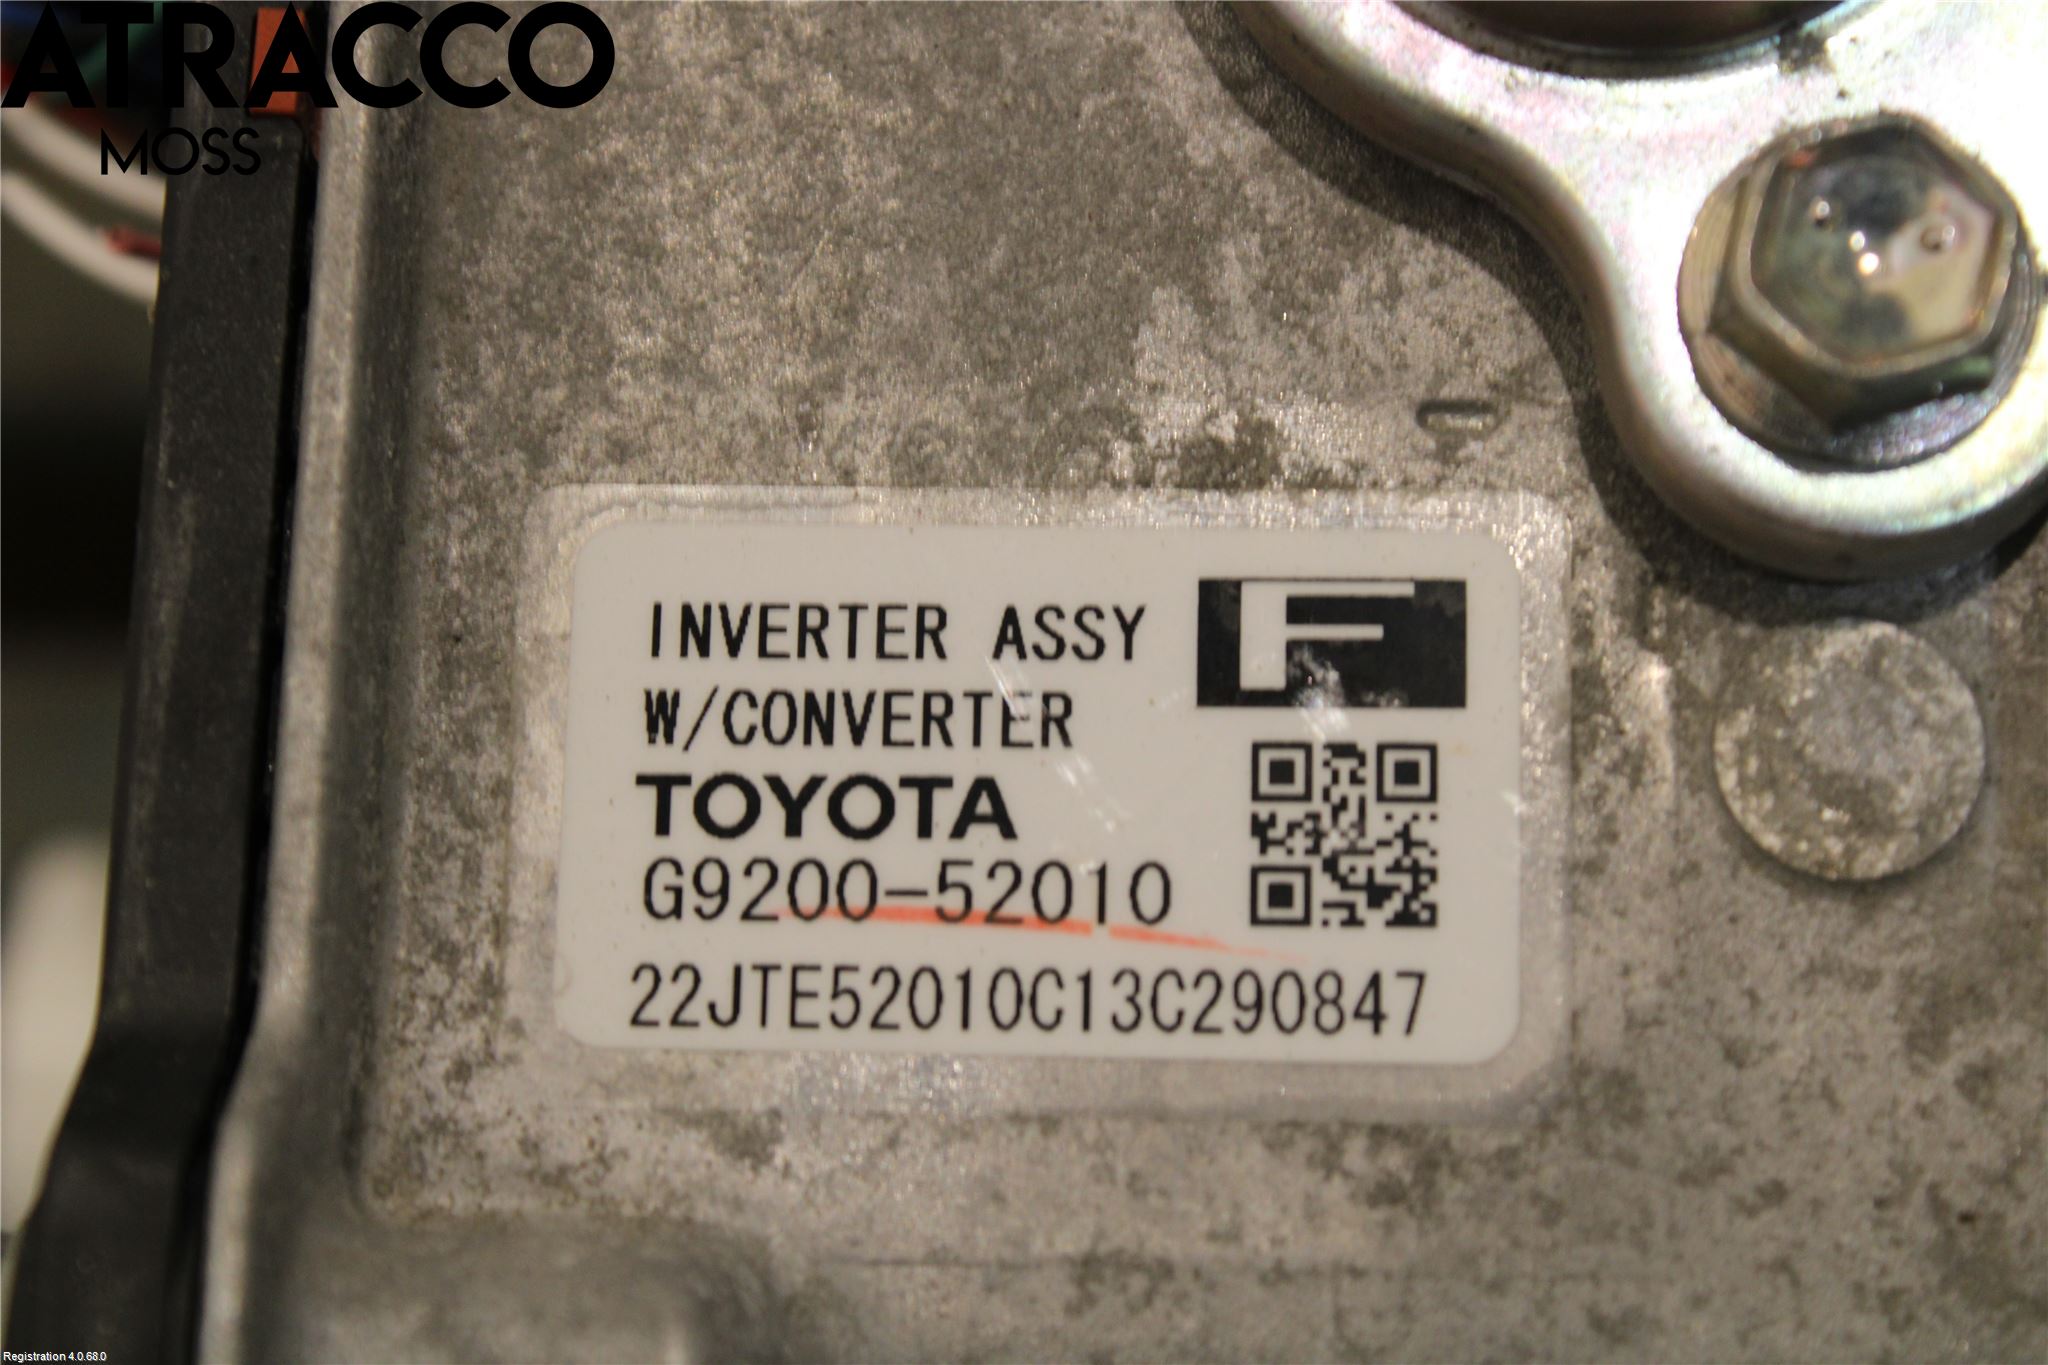 ATRACCO
MOSS
INVERTER ASSY
F
W/CONVERTER
TOYOTA
G9200-52010
22JTE52010C13C290847
Registration 4.0.68.0